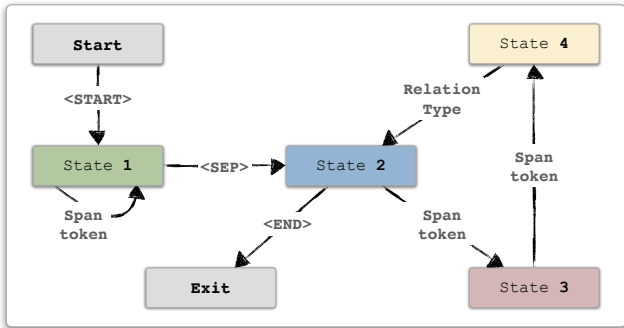 Start
State 4
<START>
Relation
Type
State 1
<SEP>
State 2
Span
token
Span
token
<END>
Span
token
Exit
State 3